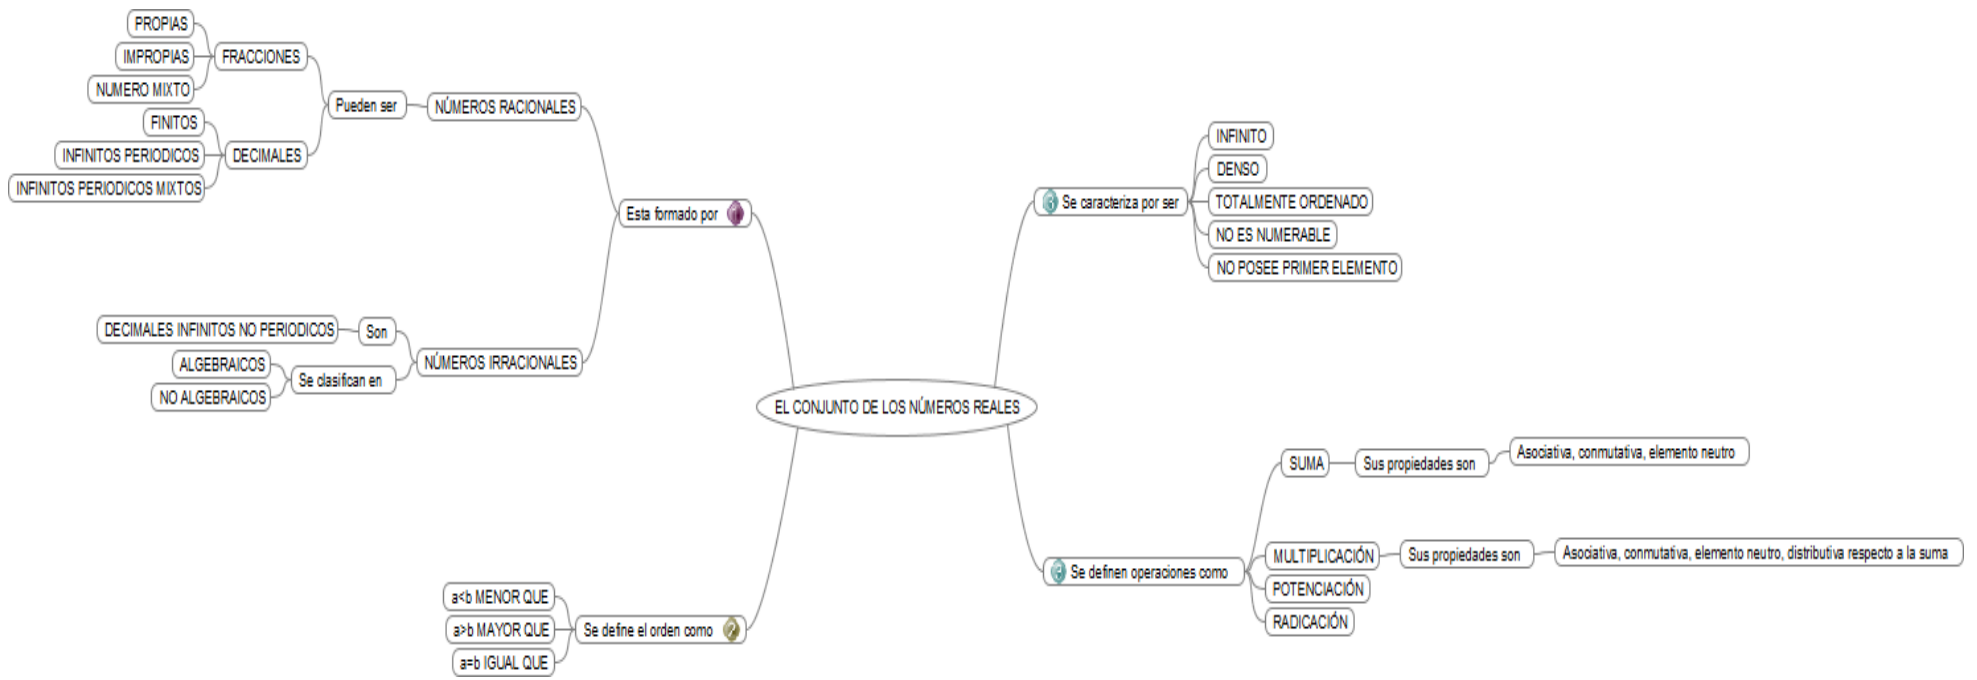 PROPIAS
IMPROPIAS
NUMERO MIXTO
FRACCIONES
FINITOS
INFINITOS PERIODICOS
INFINITOS PERIODICOS MIXTOS
DECIMALES
Pueden ser
NÚMEROS RACIONALES
Esta formado por 1
DECIMALES INFINITOS NO PERIODICOS
Son
ALGEBRAICOS
NO ALGEBRAICOS
Se clasifican en
NÚMEROS IRRACIONALES
EL CONJUNTO DE LOS NÚMEROS REALES
a<b MENOR QUE
a>b MAYOR QUE
a=b IGUAL QUE
Se define el orden como 2
3 Se caracteriza por ser
INFINITO
DENSO
TOTALMENTE ORDENADO
NO ES NUMERABLE
NO POSEE PRIMER ELEMENTO
Se definen operaciones como
SUMA
Sus propiedades son
Asociativa, conmutativa, elemento neutro
MULTIPLICACIÓN
Sus propiedades son
Asociativa, conmutativa, elemento neutro, distributiva respecto a la suma
POTENCIACIÓN
RADICACIÓN